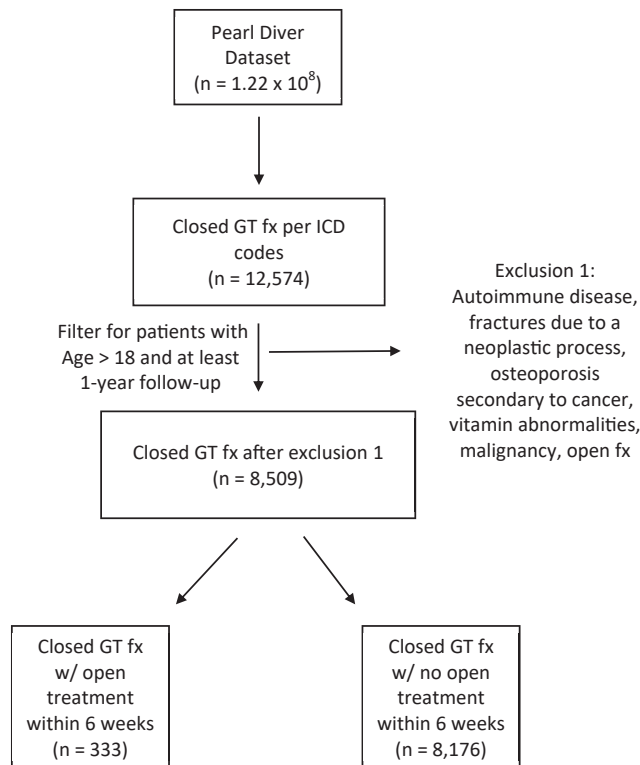 Pearl Diver
Dataset
(n = 1.22 x 10⁸)
Closed GT fx per ICD
codes
(n = 12,574)
Filter for patients with
Age > 18 and at least
1-year follow-up
Exclusion 1:
Autoimmune disease,
fractures due to a
neoplastic process,
osteoporosis
secondary to cancer,
vitamin abnormalities,
malignancy, open fx
Closed GT fx after exclusion 1
(n = 8,509)
Closed GT fx
w/ open
treatment
within 6 weeks
(n = 333)
Closed GT fx
w/ no open
treatment
within 6 weeks
(n = 8,176)